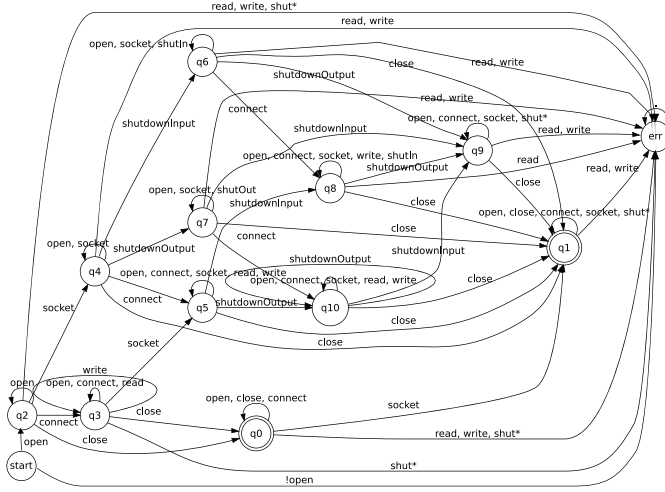 read, write, shut*
read, write
open, socket, shutIn
q6
close
read, write
shutdownOutput
read, write
connect
shutdownInput
open, connect, socket, shut*
err
shutdownInput
read, write
q9
open, connect, socket, write, shutIn
shutdownOutput
read
read, write
q8
close
open, socket, shutOut
shutdownInput
close
open, close, connect, socket, shut*
q7
close
connect
open, socket
shutdownOutput
q1
shutdownInput
shutdownOutput
q4
open, connect, socket, read, write
open, connect, socket, read, write
close
connect
shutdownOutput
q5
q10
socket
close
socket
close
write
open
open, connect, read
open, close, connect
close
socket
q2
connect
q3
q0
read, write, shut*
open
close
start
shut*
!open